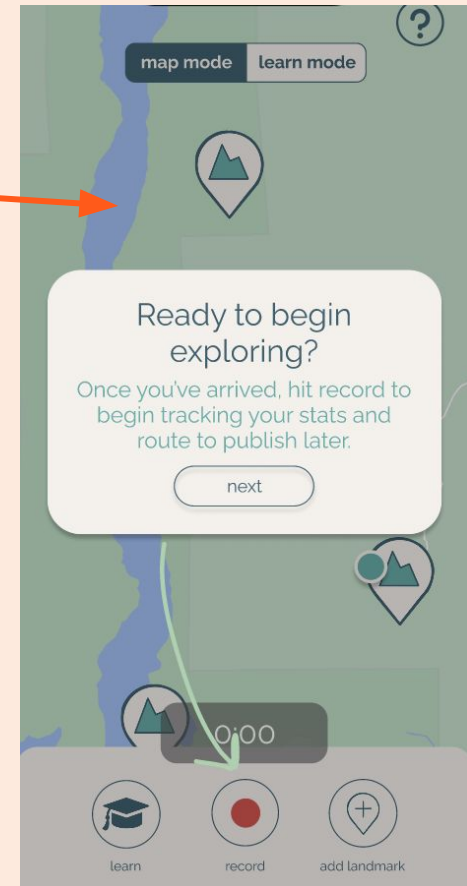 ?
map mode learn mode
Ready to begin
exploring?
Once you've arrived, hit record to
begin tracking your stats and
route to publish later.
next
0:00
learn record add landmark